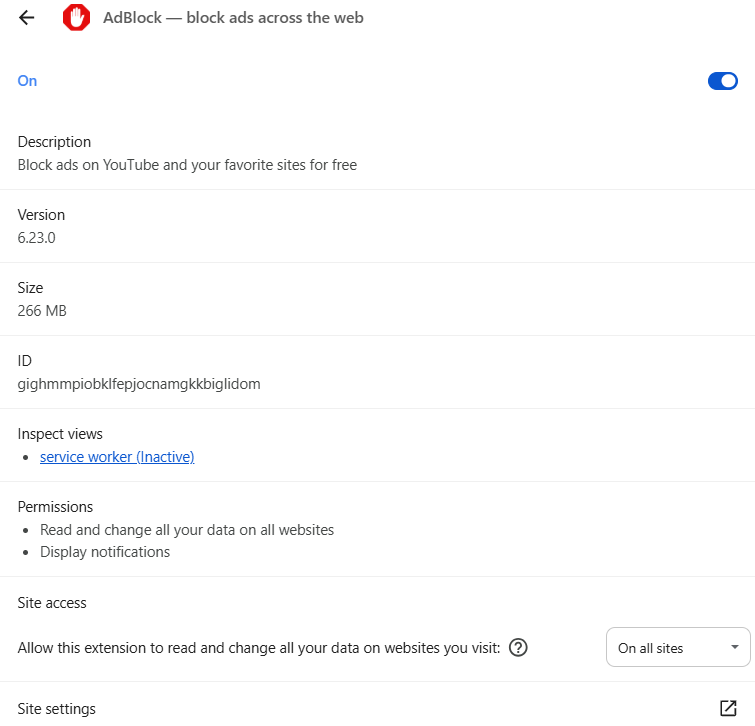 AdBlock — block ads across the web
On
Description
Block ads on YouTube and your favorite sites for free
Version
6.23.0
Size
266 MB
ID
gighmmpiobklfepjocnamgkkbiglidom
Inspect views
service worker (Inactive)
Permissions
Read and change all your data on all websites
Display notifications
Site access
Allow this extension to read and change all your data on websites you visit: On all sites
Site settings